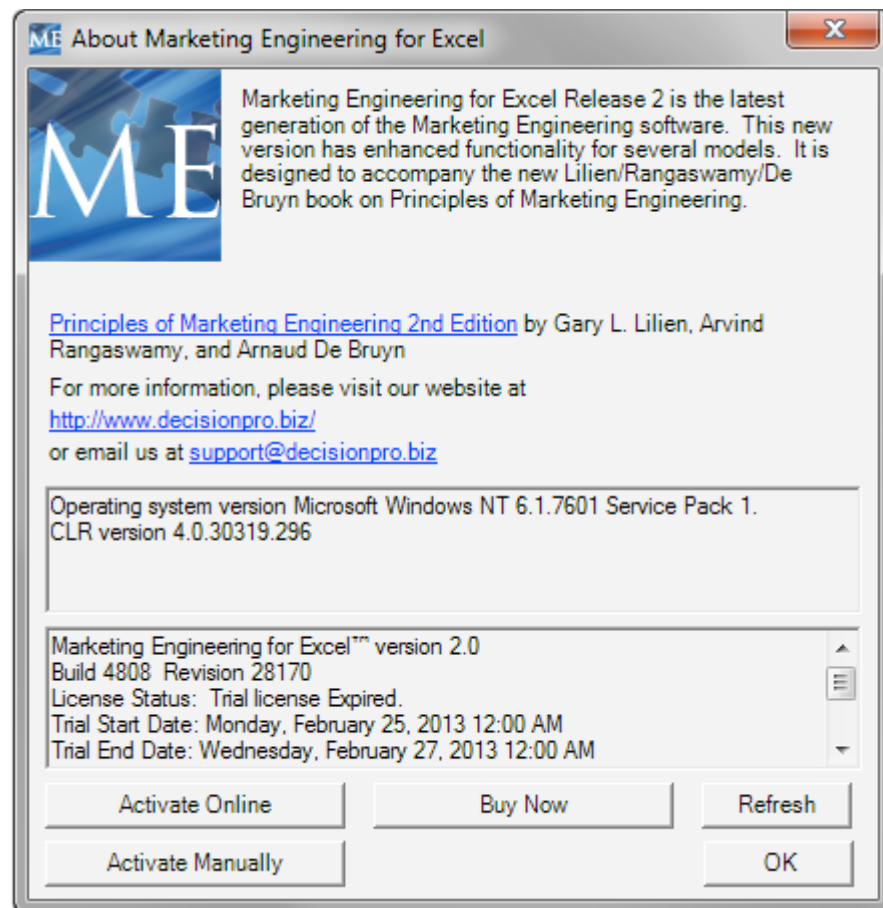 ME About Marketing Engineering for Excel
ME
Marketing Engineering for Excel Release 2 is the latest
generation of the Marketing Engineering software.  This new
version has enhanced functionality for several models.  It is
designed to accompany the new Lilien/Rangaswamy/De
Bruyn book on Principles of Marketing Engineering.
Principles of Marketing Engineering 2nd Edition by Gary L. Lilien, Arvind
Rangaswamy, and Arnaud De Bruyn
For more information, please visit our website at
http://www.decisionpro.biz/
or email us at support@decisionpro.biz
Operating system version Microsoft Windows NT 6.1.7601 Service Pack 1.
CLR version 4.0.30319.296
Marketing Engineering for Excel™ version 2.0
Build 4808  Revision 28170
License Status:  Trial license Expired.
Trial Start Date: Monday, February 25, 2013 12:00 AM
Trial End Date: Wednesday, February 27, 2013 12:00 AM
Activate Online
Buy Now
Refresh
Activate Manually
OK